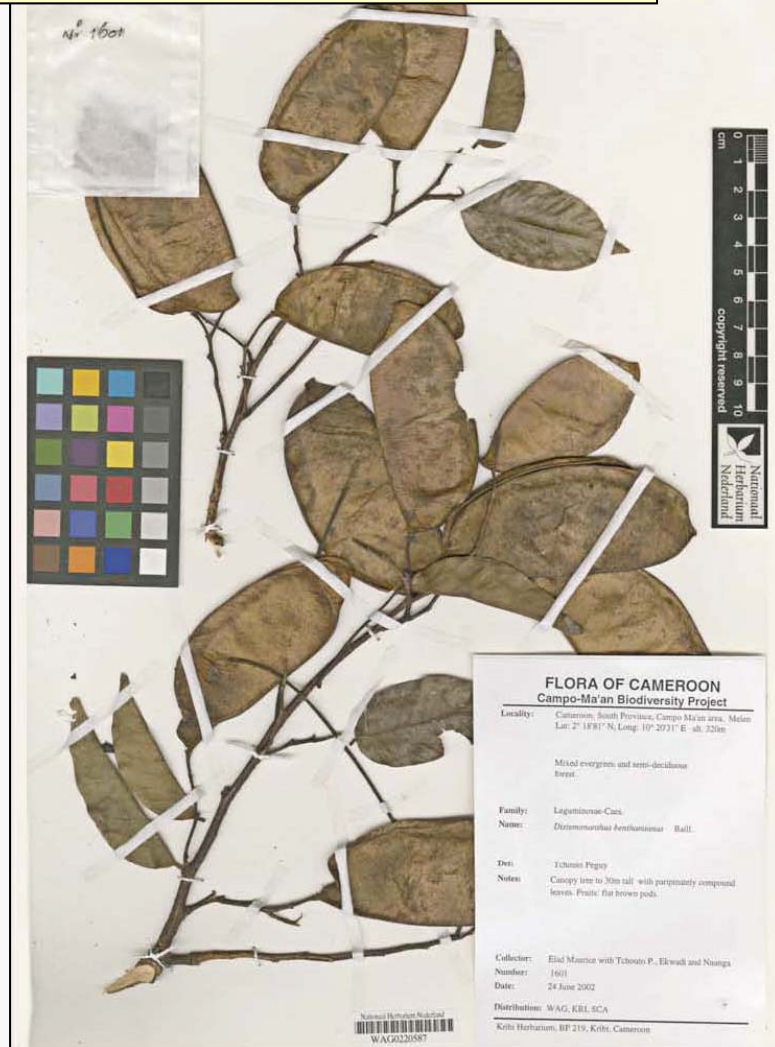 Nr 1601
0
cm
1
2
3
4
5
6
7
8
9
10
copyright reserved
Nationaal
Herbarium
Nederland
FLORA OF CAMEROON
Campo-Ma'an Biodiversity Project
Locality: Cameroon, South Province, Campo Ma'an area, Melen
Lat: 2° 18'81" N, Long: 10° 20'31" E alt. 320m
Mixed evergreen and semi-deciduous
forest.
Family: Leguminosae-Caes.
Name: Distemonanthus benthamianus Baill.
Det: Tchouto Peguy
Notes: Canopy tree to 30m tall with paripinnately compound
leaves. Fruits: flat brown pods.
Collector: Elad Maurice with Tchouto P., Ekwadi and Nnanga
Number: 1601
Date: 24 June 2002
Distribution: WAG, KRI, SCA
Kribi Herbarium, BP 219, Kribi, Cameroon
Nationaal Herbarium Nederland
WAG0220587